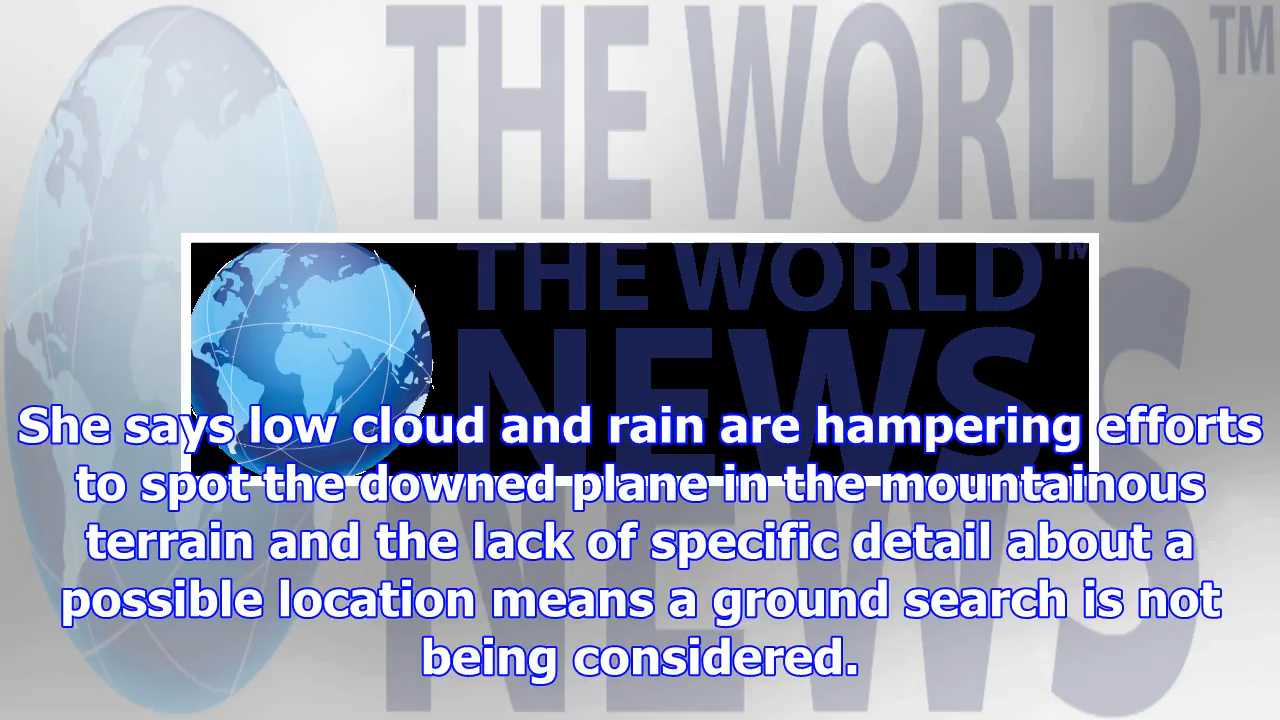 THE WORLD™
THE WORLD™
NEWS
NEWS
She says low cloud and rain are hampering efforts
to spot the downed plane in the mountainous
terrain and the lack of specific detail about a
possible location means a ground search is not
being considered.